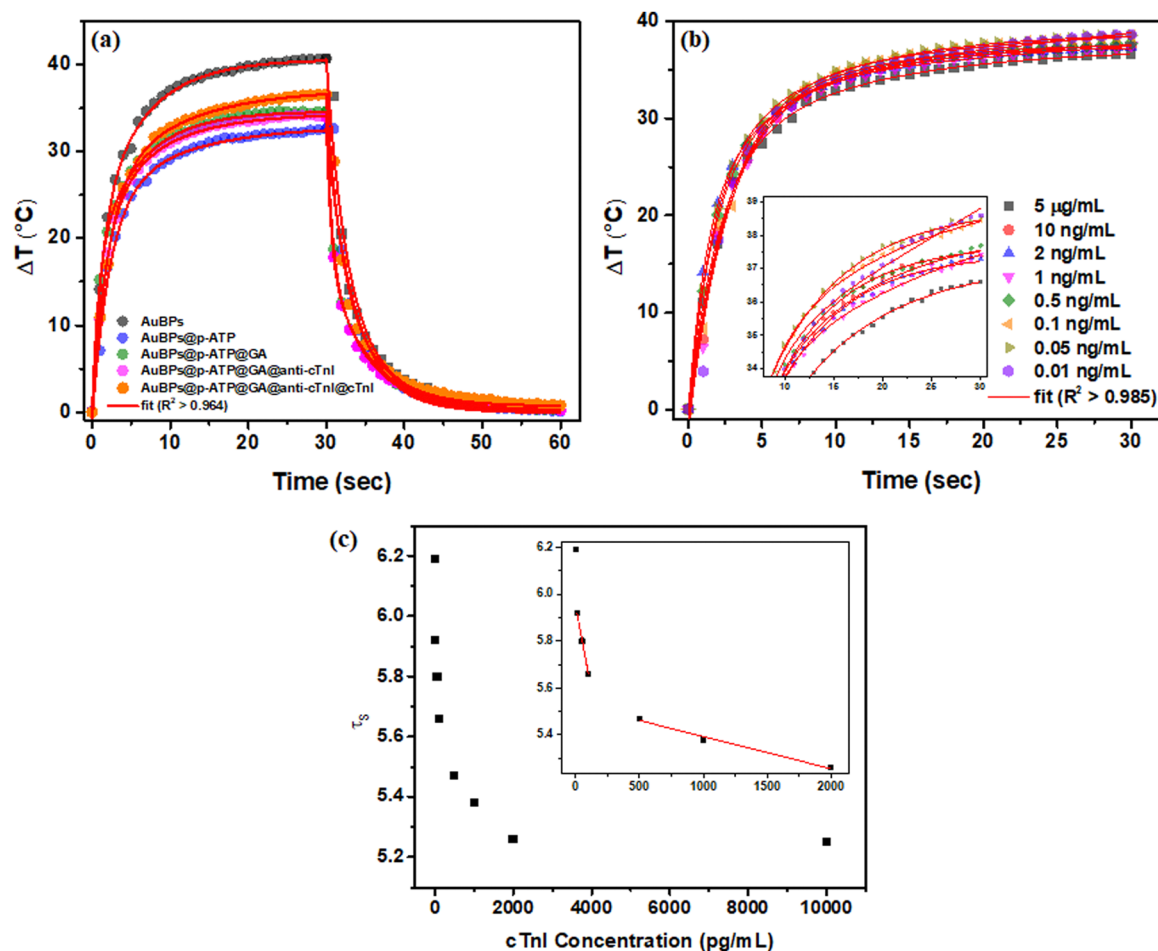 (a)
ΔT (°C)
40
30
20
10
0
AuBPs
AuBPs@p-ATP
AuBPs@p-ATP@GA
AuBPs@p-ATP@GA@anti-cTnI
AuBPs@p-ATP@GA@anti-cTnI@cTnI
fit (R² > 0.964)
0 10 20 30 40 50 60
Time (sec)
(b)
ΔT (°C)
40
30
20
10
0
39
38
37
36
35
34
10 15 20 25 30
5 μg/mL
10 ng/mL
2 ng/mL
1 ng/mL
0.5 ng/mL
0.1 ng/mL
0.05 ng/mL
0.01 ng/mL
fit (R² > 0.985)
0 5 10 15 20 25 30
Time (sec)
(c)
τS
6.2
6.0
5.8
5.6
5.4
5.2
6.2
6.0
5.8
5.6
5.4
0 500 1000 1500 2000
0 2000 4000 6000 8000 10000
cTnI Concentration (pg/mL)